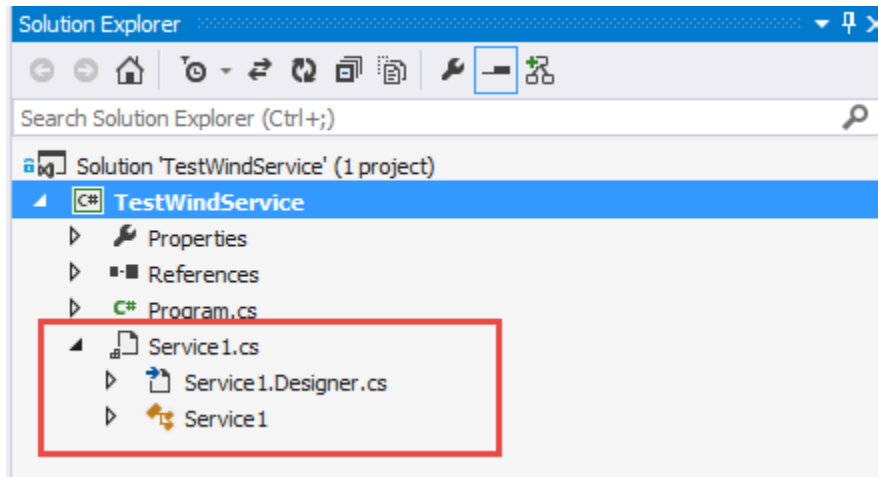 Solution Explorer
Search Solution Explorer (Ctrl+;)
Solution 'TestWindService' (1 project)
C# TestWindService
Properties
References
C# Program.cs
Service1.cs
Service1.Designer.cs
Service1